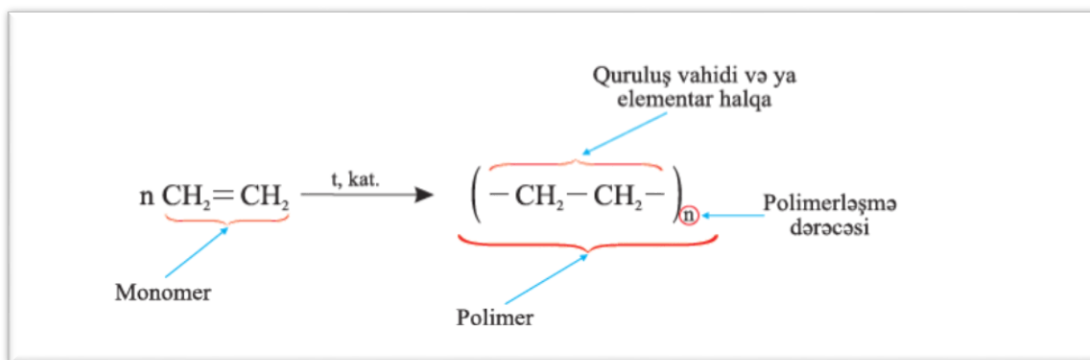 Quruluş vahidi və ya
elementar halqa
n CH₂=CH₂ t, kat. (−CH₂−CH₂−)n
Polimerləşmə
dərəcəsi
Monomer
Polimer